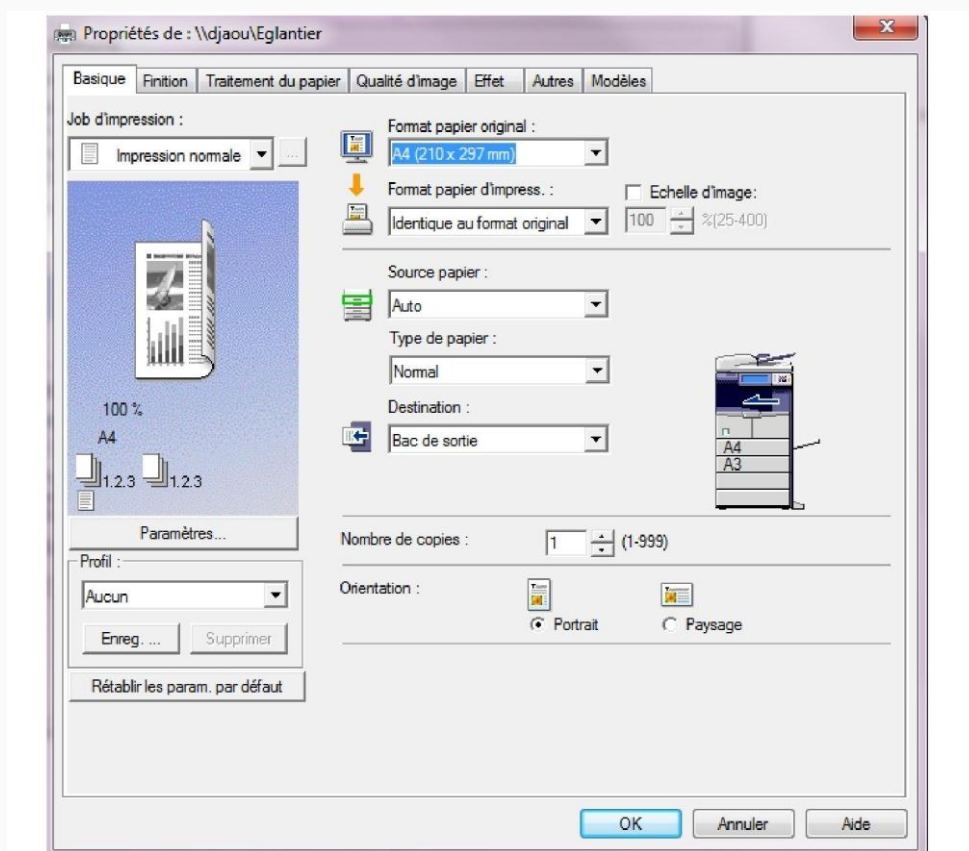 Propriétés de : \\djaou\Eglantier
x
Basique Finition Traitement du papier Qualité d'image Effet Autres Modèles
Job d'impression :
Impression normale ...
100 %
A4
1.2.3 1.2.3
Paramètres...
Profil :
Aucun
Enreg. ... Supprimer
Rétablir les param. par défaut
Format papier original :
A4 (210 x 297 mm)
Format papier d'impress. :
Echelle d'image:
Identique au format original
100 %(25-400)
Source papier :
Auto
Type de papier :
Normal
Destination :
Bac de sortie
A4
A3
Nombre de copies : 1 (1-999)
Orientation :
Portrait Paysage
OK Annuler Aide